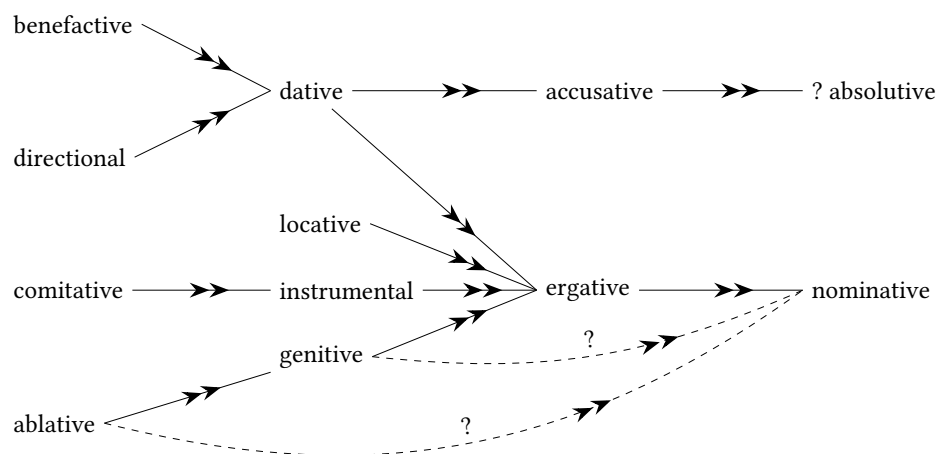 benefactive
dative accusative ? absolutive
directional
locative
comitative instrumental ergative nominative
?
genitive
ablative
?